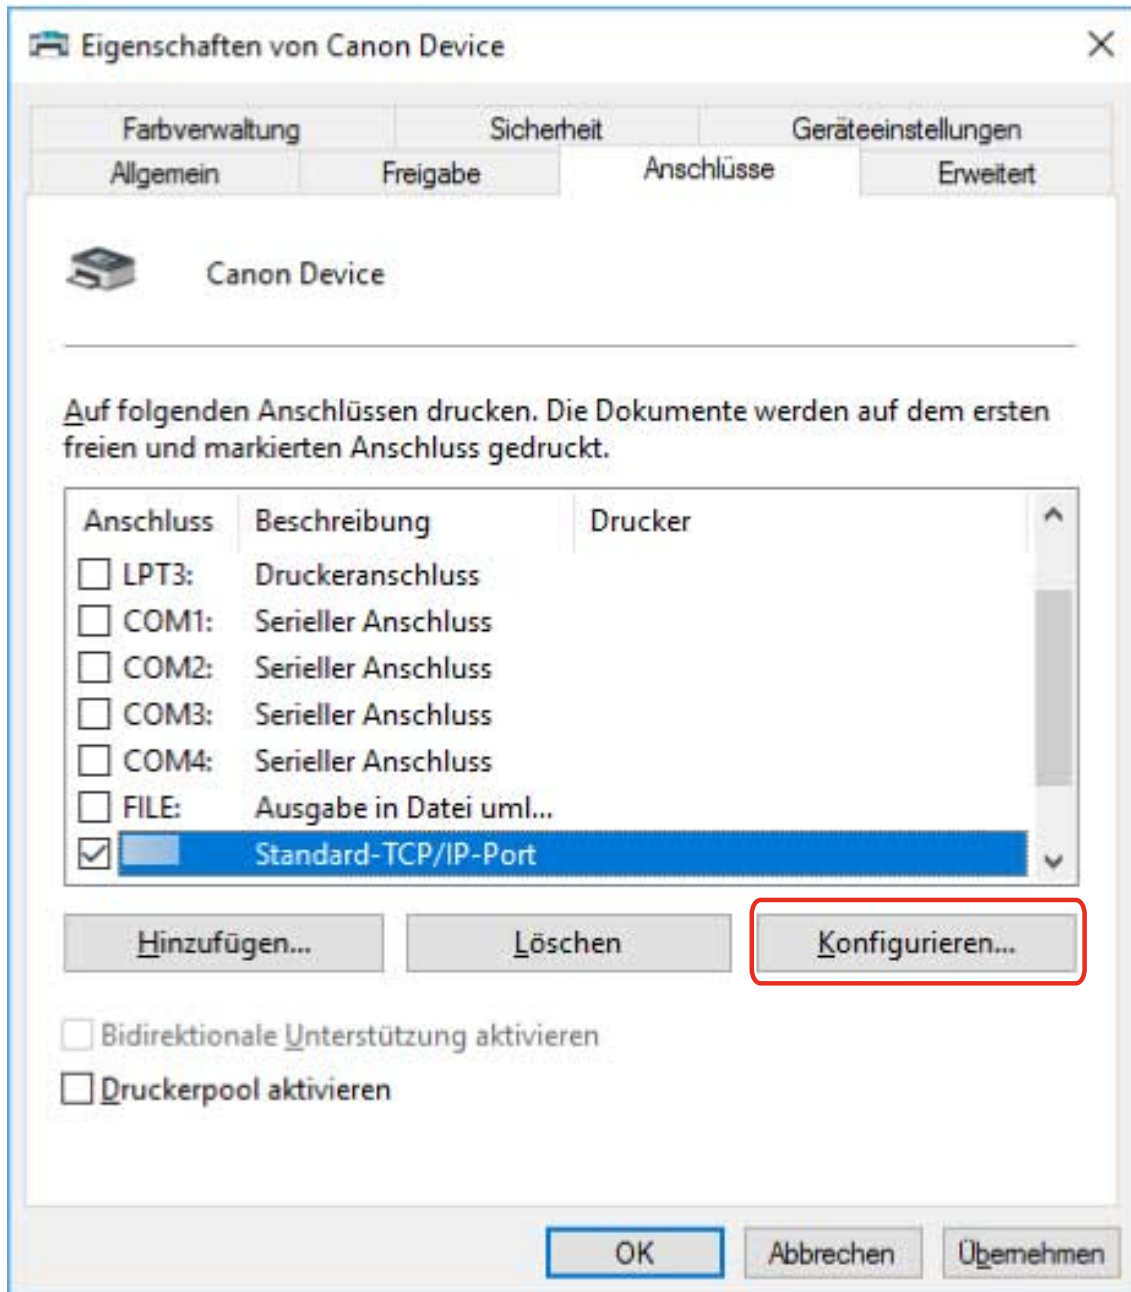 Eigenschaften von Canon Device
Farbverwaltung Sicherheit Geräteeinstellungen
Allgemein Freigabe Anschlüsse Erweitert
Canon Device
Auf folgenden Anschlüssen drucken. Die Dokumente werden auf dem ersten
freien und markierten Anschluss gedruckt.
Anschluss Beschreibung Drucker
LPT3: Druckeranschluss
COM1: Serieller Anschluss
COM2: Serieller Anschluss
COM3: Serieller Anschluss
COM4: Serieller Anschluss
FILE: Ausgabe in Datei uml...
Standard-TCP/IP-Port
Hinzufügen... Löschen Konfigurieren...
Bidirektionale Unterstützung aktivieren
Druckerpool aktivieren
OK Abbrechen Übernehmen